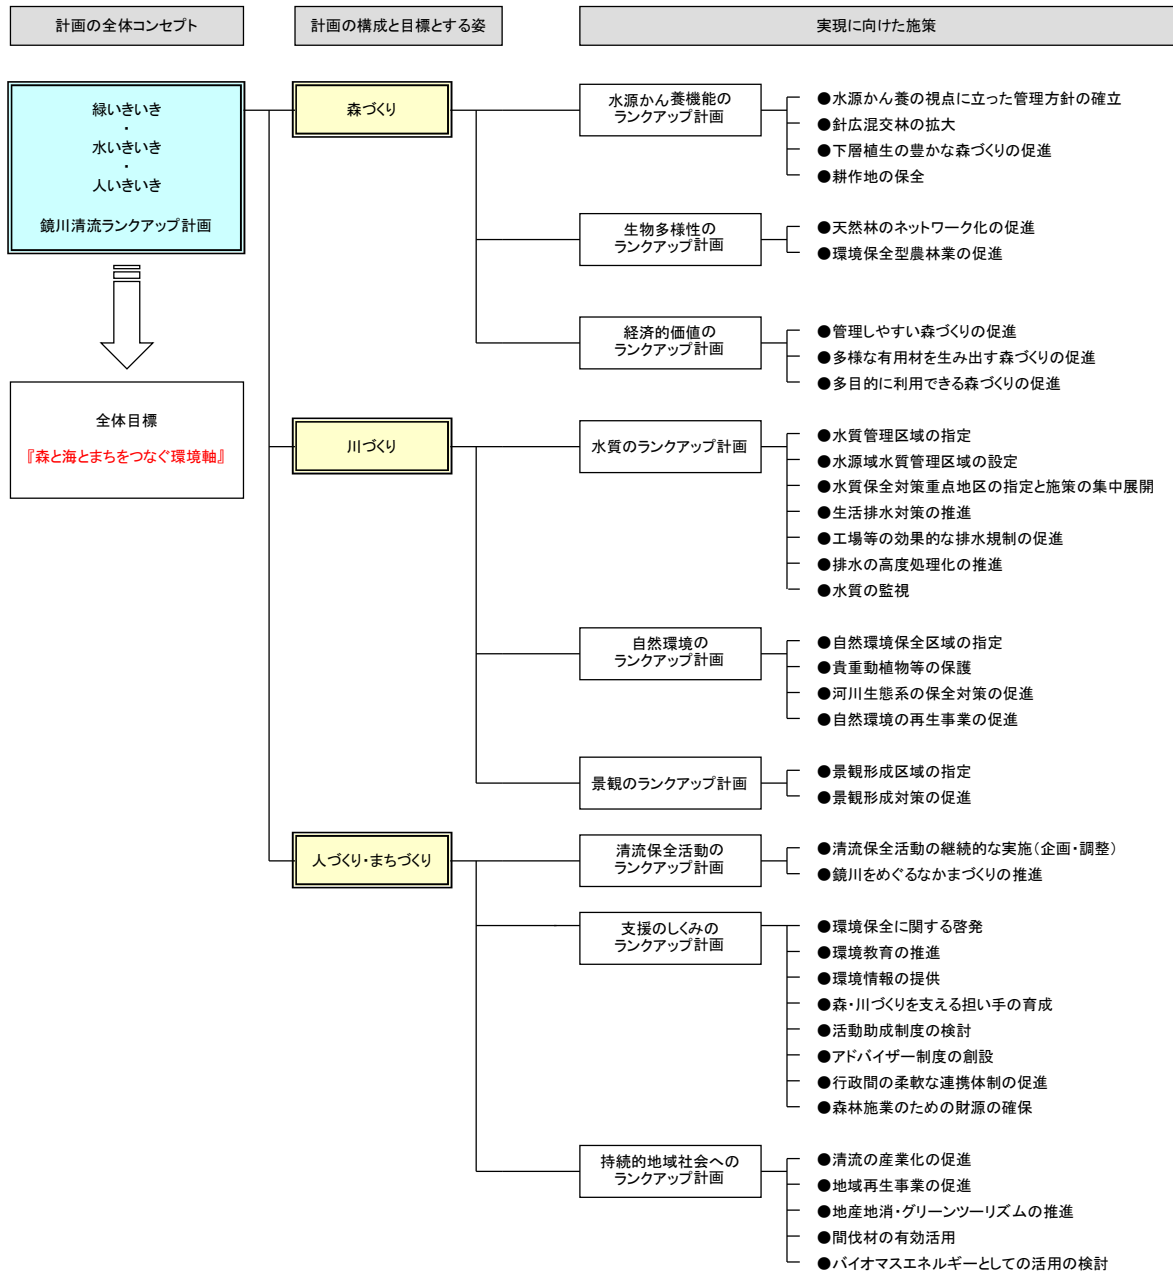 計画の全体コンセプト
計画の構成と目標とする姿
実現に向けた施策
緑いきいき
・
水いきいき
・
人いきいき
鏡川清流ランクアップ計画
全体目標
『森と海とまちをつなぐ環境軸』
森づくり
水源かん養機能の
ランクアップ計画
●水源かん養の視点に立った管理方針の確立
●針広混交林の拡大
●下層植生の豊かな森づくりの促進
●耕作地の保全
生物多様性の
ランクアップ計画
●天然林のネットワーク化の促進
●環境保全型農林業の促進
経済的価値の
ランクアップ計画
●管理しやすい森づくりの促進
●多様な有用材を生み出す森づくりの促進
●多目的に利用できる森づくりの促進
川づくり
水質のランクアップ計画
●水質管理区域の指定
●水源域水質管理区域の設定
●水質保全対策重点地区の指定と施策の集中展開
●生活排水対策の推進
●工場等の効果的な排水規制の促進
●排水の高度処理化の推進
●水質の監視
自然環境の
ランクアップ計画
●自然環境保全区域の指定
●貴重動植物等の保護
●河川生態系の保全対策の促進
●自然環境の再生事業の促進
景観のランクアップ計画
●景観形成区域の指定
●景観形成対策の促進
人づくり・まちづくり
清流保全活動の
ランクアップ計画
●清流保全活動の継続的な実施（企画・調整）
●鏡川をめぐるなかまづくりの推進
支援のしくみの
ランクアップ計画
●環境保全に関する啓発
●環境教育の推進
●環境情報の提供
●森・川づくりを支える担い手の育成
●活動助成制度の検討
●アドバイザー制度の創設
●行政間の柔軟な連携体制の促進
●森林施業のための財源の確保
持続的地域社会への
ランクアップ計画
●清流の産業化の促進
●地域再生事業の促進
●地産地消・グリーンツーリズムの推進
●間伐材の有効活用
●バイオマスエネルギーとしての活用の検討